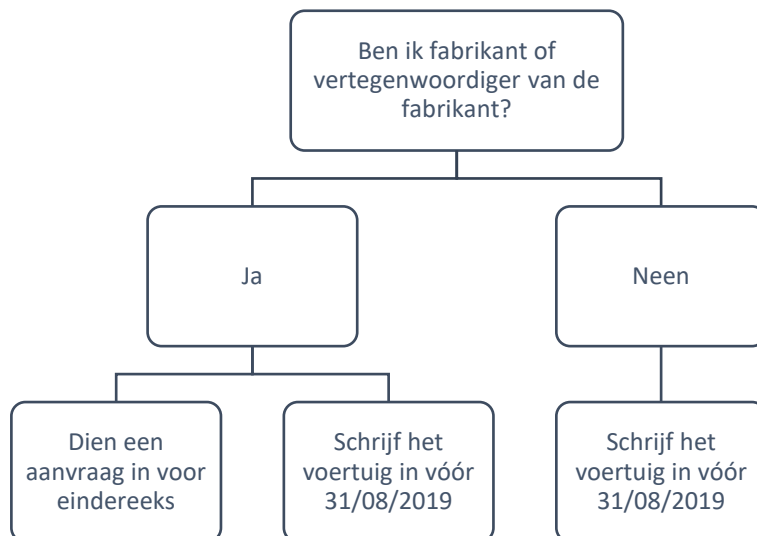 Ben ik fabrikant of
vertegenwoordiger van de
fabrikant?
Ja
Neen
Dien een
aanvraag in voor
eindereeks
Schrijf het
voertuig in vóór
31/08/2019
Schrijf het
voertuig in vóór
31/08/2019